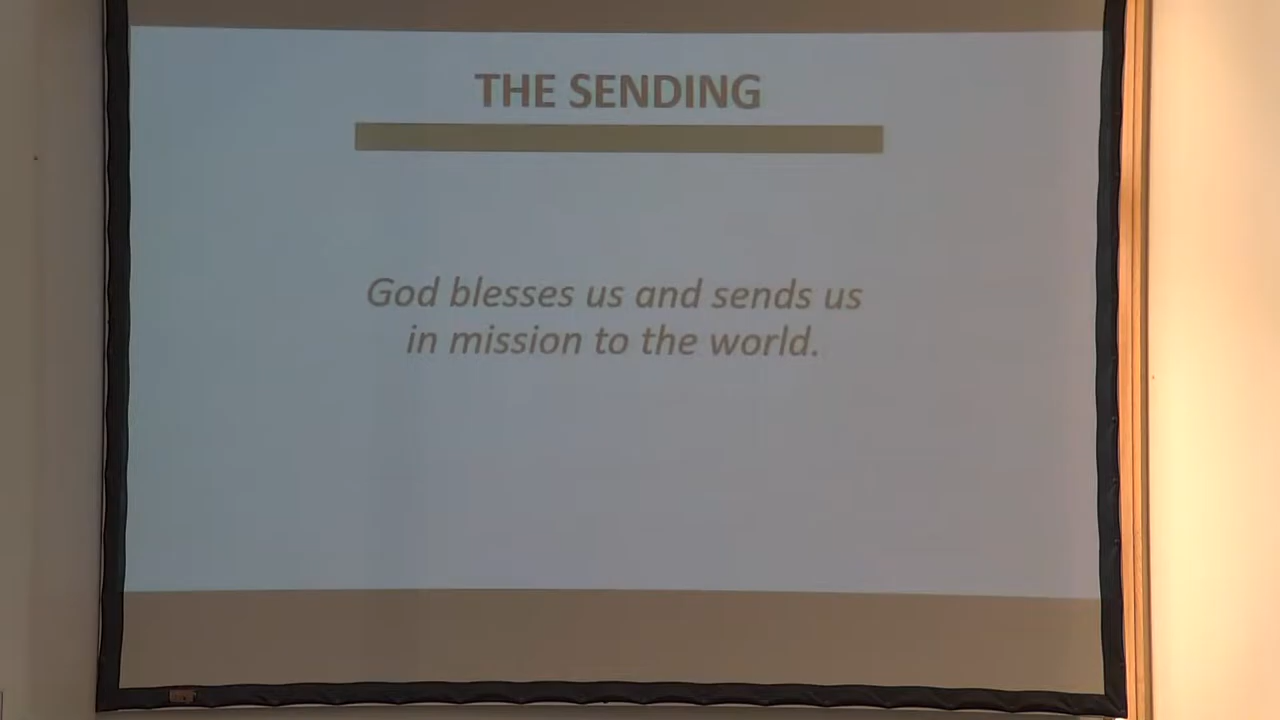 THE SENDING
God blesses us and sends us
in mission to the world.